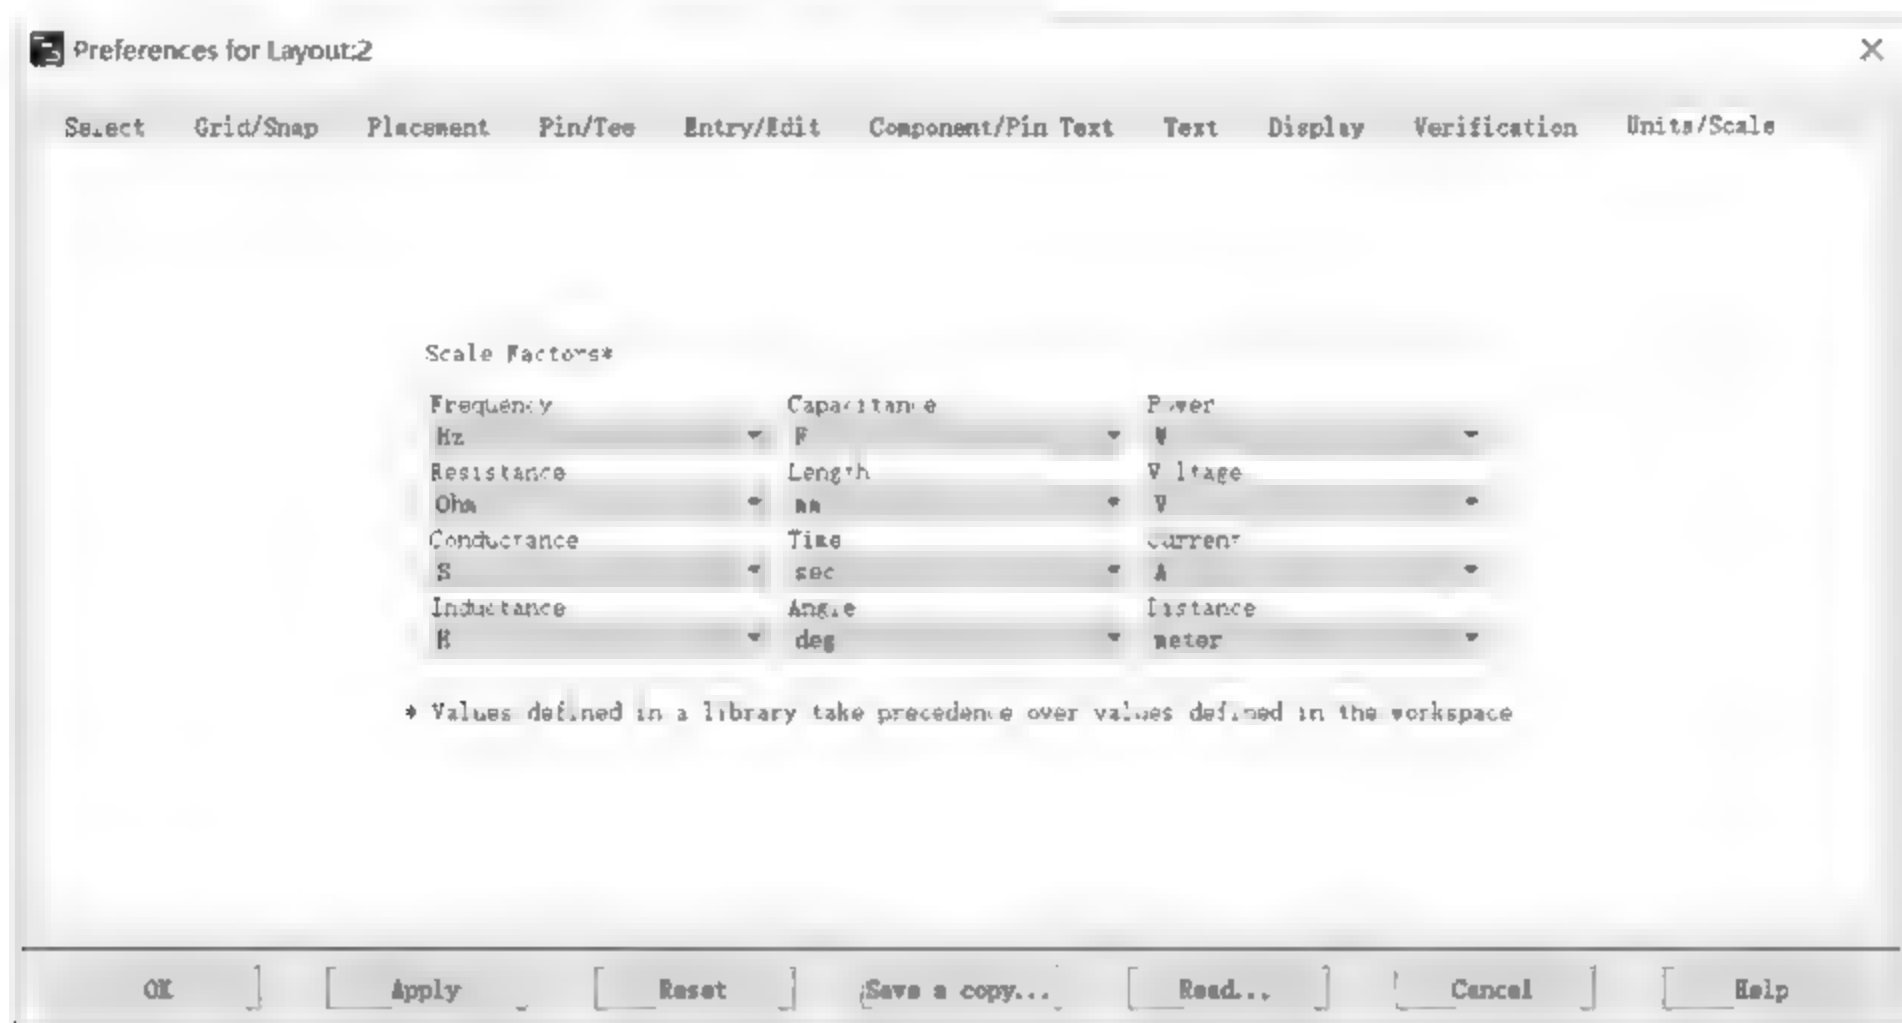 Preferences for Layout:2
Select Grid/Snap Placement Pin/Tee Entry/Edit Component/Pin Text Text Display Verification Units/Scale
Scale Factors*
Frequency Capacitance Power
Hz F W
Resistance Length Voltage
Ohm mm V
Conductance Time Current
S sec A
Inductance Angle Distance
H deg meter
* Values defined in a library take precedence over values defined in the workspace
OK Apply Reset Save a copy... Read... Cancel Help